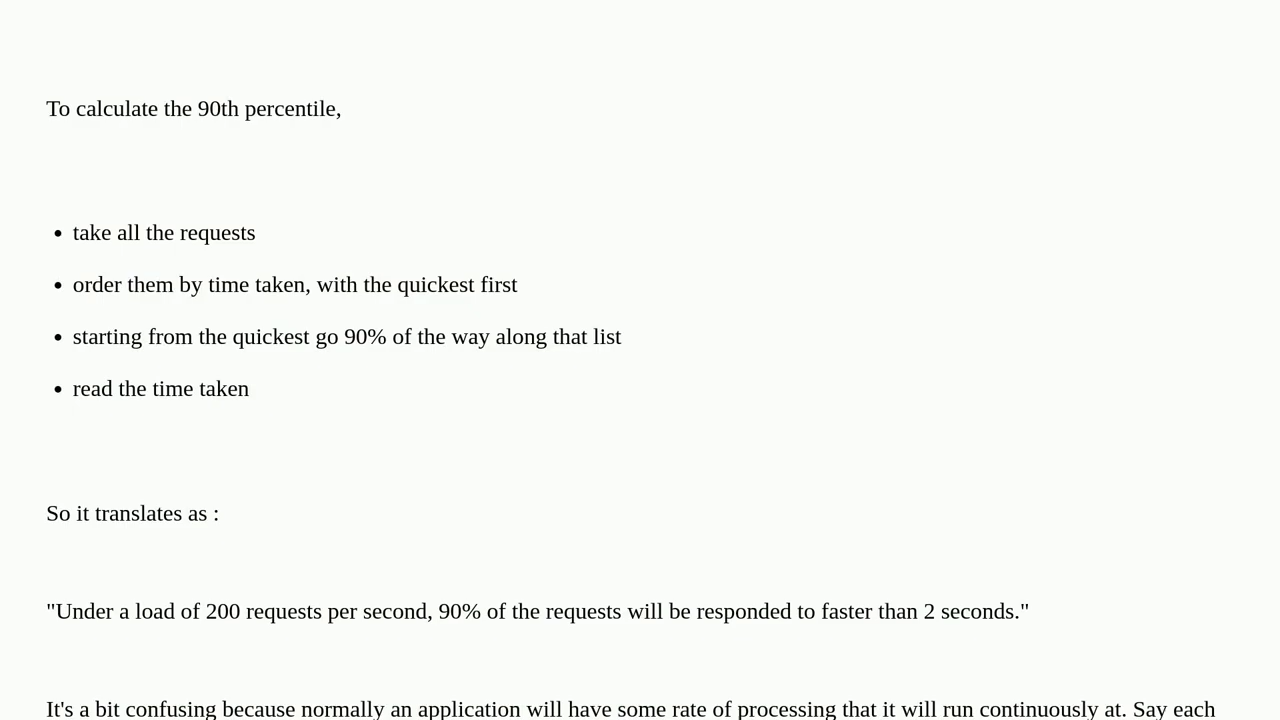 To calculate the 90th percentile,
• take all the requests
• order them by time taken, with the quickest first
• starting from the quickest go 90% of the way along that list
• read the time taken
So it translates as :
"Under a load of 200 requests per second, 90% of the requests will be responded to faster than 2 seconds."
It's a bit confusing because normally an application will have some rate of processing that it will run continuously at. Say each